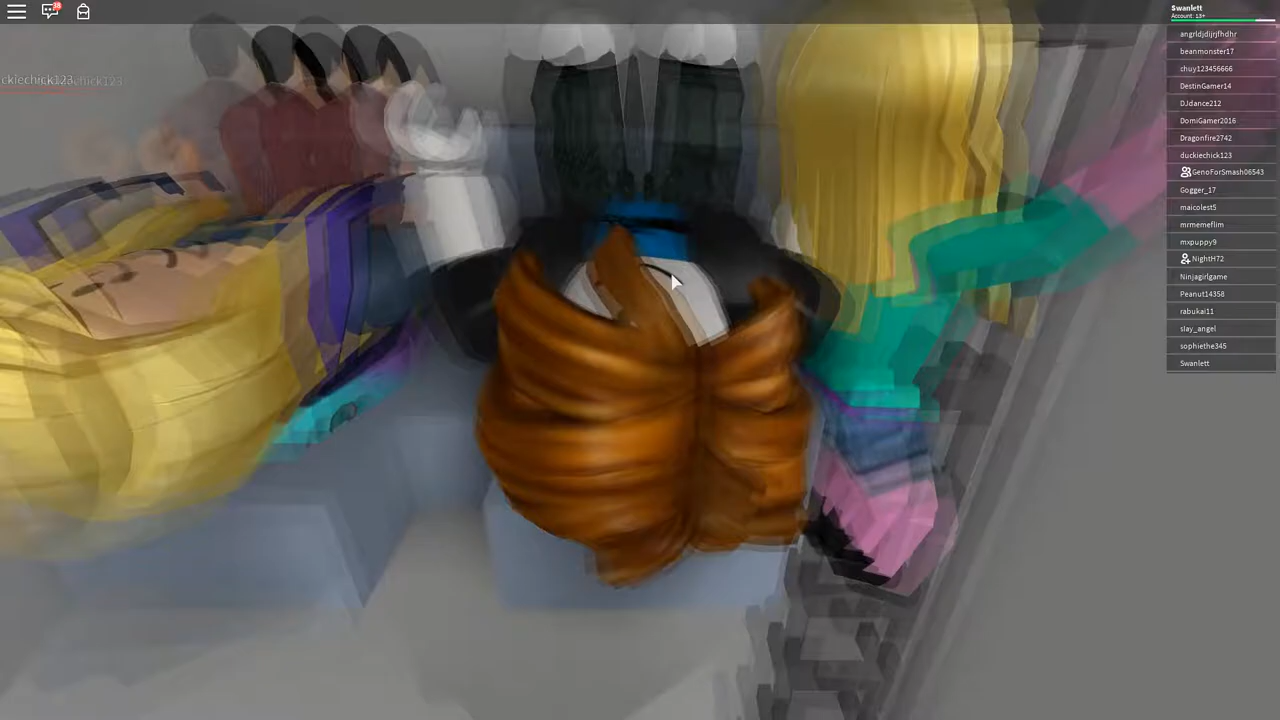 38
Swanlett
Account: 13+
angrldjdijrjfhdhr
beanmonster17
chuy123456666
DestinGamer14
DJdance212
DomiGamer2016
Dragonfire2742
duckiechick123
GenoForSmash06543
Gogger_17
maicolest5
mrmemeflim
mxpuppy9
NightH72
Ninjagirlgame
Peanut14358
rabukai11
slay_angel
sophiethe345
Swanlett
ckiechick123